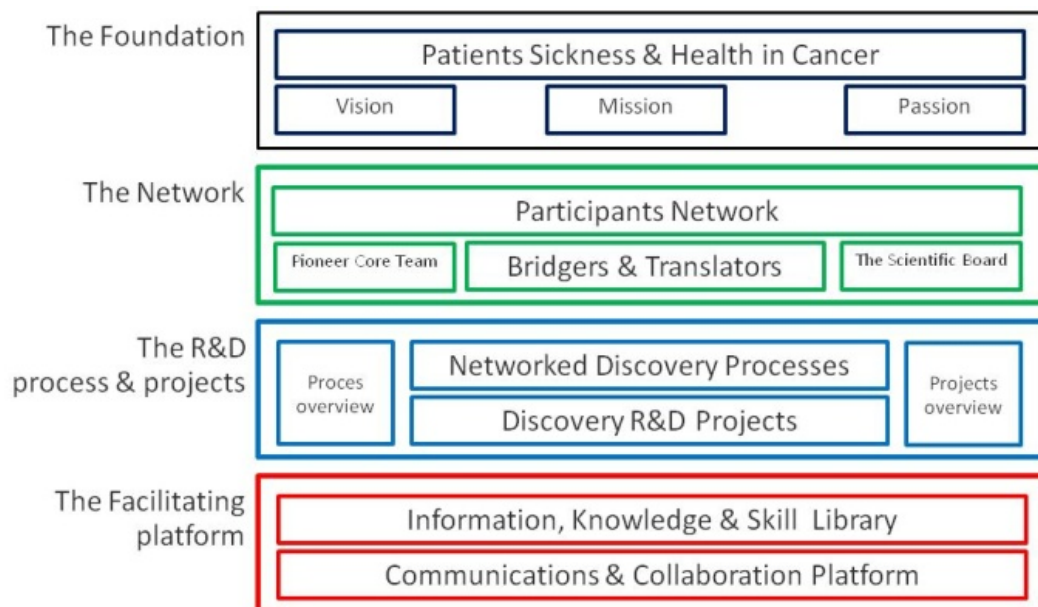 The Foundation
Patients Sickness & Health in Cancer
Vision
Mission
Passion
The Network
Participants Network
Pioneer Core Team
Bridgers & Translators
The Scientific Board
The R&D
process & projects
Proces
overview
Networked Discovery Processes
Discovery R&D Projects
Projects
overview
The Facilitating
platform
Information, Knowledge & Skill Library
Communications & Collaboration Platform